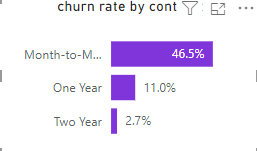 churn rate by cont
Month-to-M... 46.5%
One Year 11.0%
Two Year 2.7%